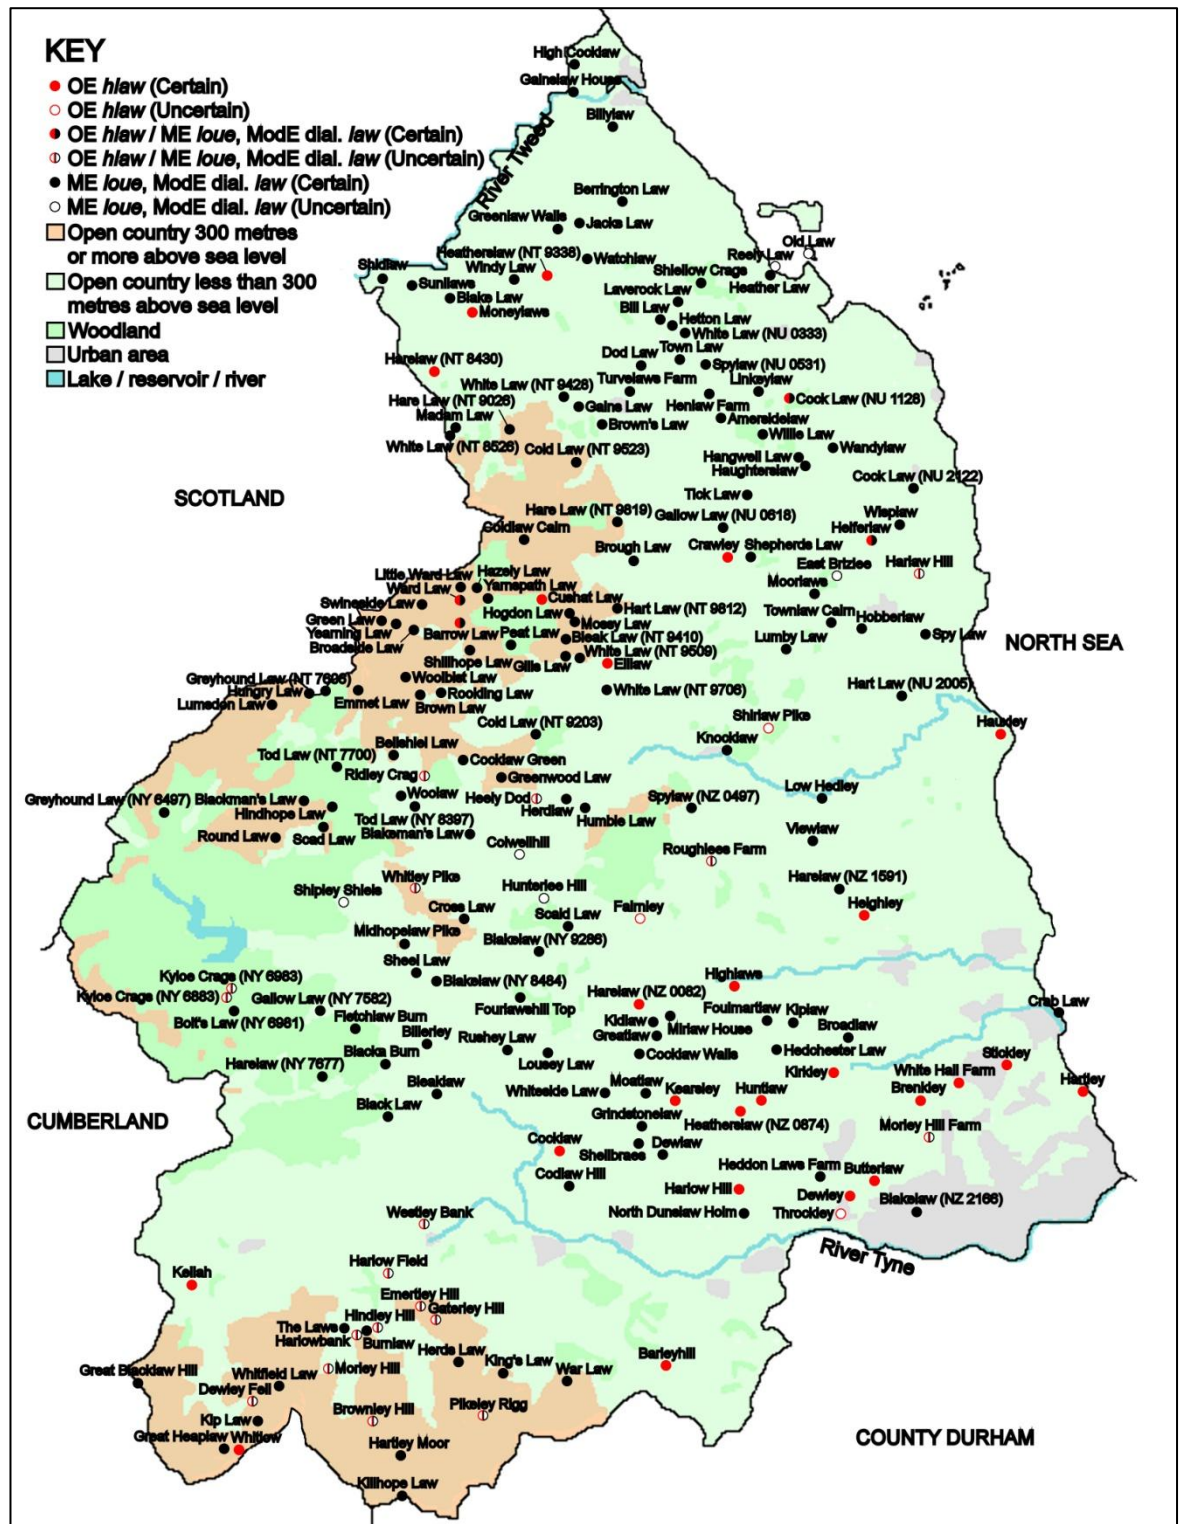 KEY
OE hlaw (Certain)
OE hlaw (Uncertain)
OE hlaw / ME loue, ModE dial. law (Certain)
OE hlaw / ME loue, ModE dial. law (Uncertain)
ME loue, ModE dial. law (Certain)
ME loue, ModE dial. law (Uncertain)
Open country 300 metres
or more above sea level
Open country less than 300
metres above sea level
Woodland
Urban area
Lake / reservoir / river
High Cocklaw
Gainslaw House
Billylaw
River Tweed
Berrington Law
Greenlaw Walls
Jacks Law
Old Law
Reely Law
Heatherslaw (NT 9338)
Watchlaw
Shidlaw
Windy Law
Shiellow Crags
Sunilaws
Heather Law
Blake Law
Laverock Law
Moneylaws
Bill Law
Hetton Law
White Law (NU 0333)
Town Law
Harelaw (NT 8430)
Dod Law
Spylaw (NU 0531)
Turvelaws Farm
Linkeylaw
White Law (NT 9428)
Cook Law (NU 1128)
Hare Law (NT 9026)
Gains Law
Henlaw Farm
Madam Law
Amersidelaw
Brown's Law
Willie Law
White Law (NT 8526)
Cold Law (NT 9523)
Wandylaw
Hangwell Law
Haughterslaw
Cook Law (NU 2122)
SCOTLAND
Tick Law
Hare Law (NT 9819)
Gallow Law (NU 0618)
Wisplaw
Coldlaw Cairn
Heiferlaw
Brough Law
Crawley
Shepherds Law
East Brizlee
Harlaw Hill
Hazely Law
Little Ward Law
Yarnspath Law
Moorlaws
Ward Law
Cushat Law
Swineside Law
Hogdon Law
Hart Law (NT 9812)
Townlaw Cairn
Hobberlaw
Green Law
Mossy Law
Yearning Law
Barrow Law
Peat Law
Bleak Law (NT 9410)
Lumby Law
Spy Law
Broadside Law
White Law (NT 9509)
NORTH SEA
Shillhope Law
Gills Law
Elilaw
Greyhound Law (NT 7698)
Woolbist Law
Hungry Law
Rookling Law
White Law (NT 9706)
Hart Law (NU 2005)
Lumsdon Law
Emmet Law
Brown Law
Cold Law (NT 9203)
Shirlaw Pike
Hauxley
Knocklaw
Belishiel Law
Tod Law (NT 7700)
Cocklaw Green
Ridley Crag
Greenwood Law
Low Hedley
Greyhound Law (NY 6497)
Blackman's Law
Woolaw
Heely Dod
Herdlaw
Spylaw (NZ 0497)
Hindhope Law
Tod Law (NY 8397)
Humble Law
Round Law
Scad Law
Blakeman's Law
Viewlaw
Colwellhill
Roughlees Farm
Whitley Pike
Harelaw (NZ 1591)
Shipley Shiels
Hunterlee Hill
Heighley
Cross Law
Scald Law
Fairnley
Midhopelaw Pike
Blakelaw (NY 9286)
Sheel Law
Kyloe Crags (NY 6983)
Blakelaw (NY 8484)
Highlaws
Kyloe Crags (NY 6883)
Gallow Law (NY 7582)
Fourlawshill Top
Harelaw (NZ 0082)
Crab Law
Bolt's Law (NY 6981)
Fletchlaw Burn
Kidlaw
Foulmartlaw
Kiplaw
Mirlaw House
Broadlaw
Billerley
Rushey Law
Greatlaw
Harelaw (NY 7677)
Blacka Burn
Lousey Law
Cocklaw Walls
Hedchester Law
Stickley
Kirkley
White Hall Farm
Bleaklaw
Whiteside Law
Moatlaw
Kearsley
Huntlaw
Brenkley
Hartley
CUMBERLAND
Black Law
Grindstonelaw
Heatherslaw (NZ 0874)
Morley Hill Farm
Cocklaw
Shellbraes
Dewlaw
Codlaw Hill
Heddon Laws Farm
Butterlaw
Harlow Hill
Dewley
Blakelaw (NZ 2166)
North Dunslaw Holm
Throckley
Westley Bank
River Tyne
Harlow Field
Kellah
Emertley Hill
Gaterley Hill
Hindley Hill
The Laws
Harlowbank
Burnlaw
Herds Law
King's Law
Barleyhill
Great Blacklaw Hill
Whitfield Law
Morley Hill
War Law
Dewley Fell
Brownley Hill
Pikeley Rigg
Kip Law
Great Heaplaw
Whitlow
Hartley Moor
COUNTY DURHAM
Killhope Law